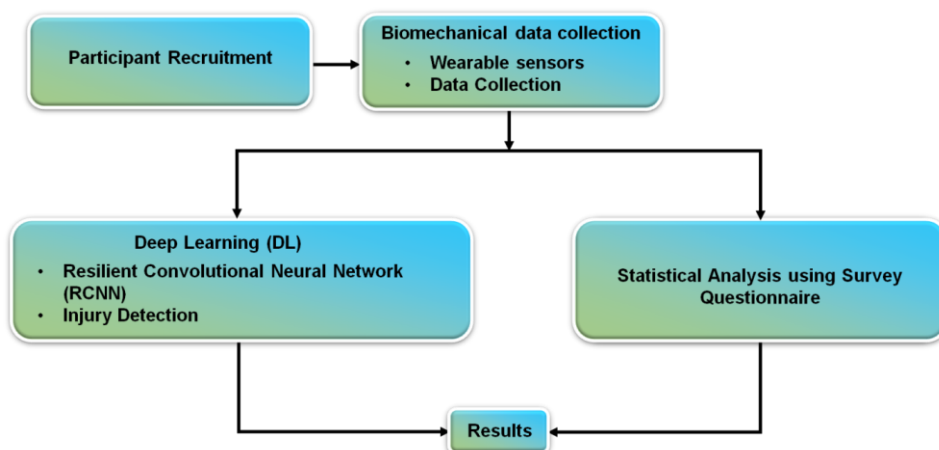 Participant Recruitment
Biomechanical data collection
• Wearable sensors
• Data Collection
Deep Learning (DL)
• Resilient Convolutional Neural Network
(RCNN)
• Injury Detection
Statistical Analysis using Survey
Questionnaire
Results